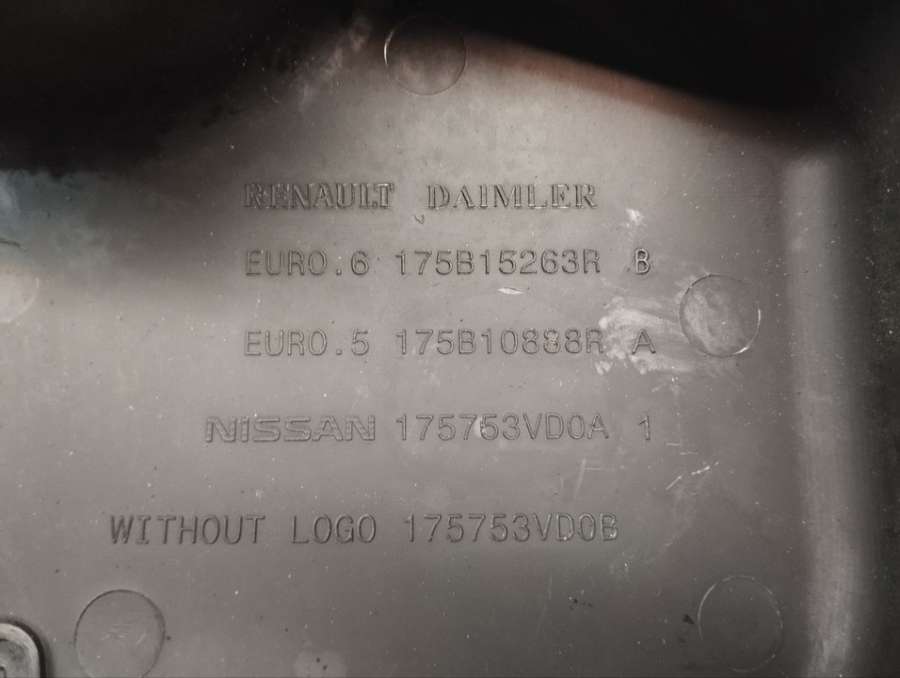 RENAULT DAIMLER
EURO.6 175B15263R B
EURO.5 175B10888R A
NISSAN 175753VD0A 1
WITHOUT LOGO 175753VD0B